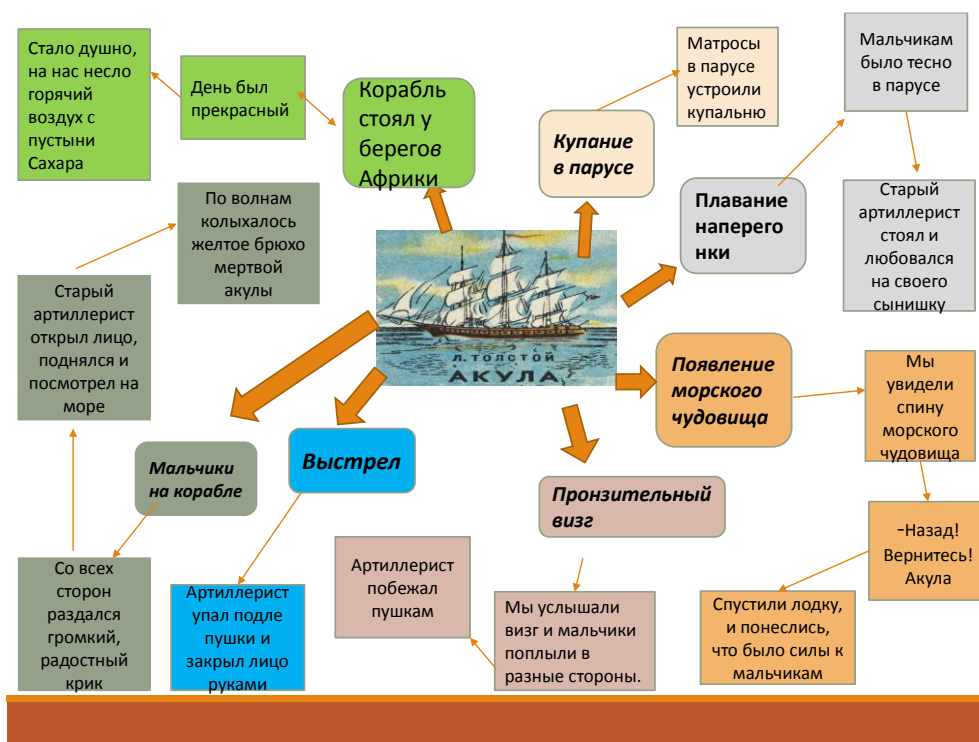 Стало душно,
на нас несло
горячий
воздух с
пустыни
Сахара
День был
прекрасный
Корабль
стоял у
берегов
Африки
Купание
в парусе
Матросы
в парусе
устроили
купальню
Мальчикам
было тесно
в парусе
Плавание
наперего
нки
Старый
артиллерист
стоял и
любовался
на своего
сынишку
По волнам
колыхалось
желтое брюхо
мертвой
акулы
Старый
артиллерист
открыл лицо,
поднялся и
посмотрел на
море
Л. ТОЛСТОЙ
АКУЛА
Появление
морского
чудовища
Мы
увидели
спину
морского
чудовища
Мальчики
на корабле
Выстрел
Пронзительный
визг
-Назад!
Вернитесь!
Акула
Со всех
сторон
раздался
громкий,
радостный
крик
Артиллерист
упал подле
пушки и
закрыл лицо
руками
Артиллерист
побежал
пушкам
Мы услышали
визг и мальчики
поплыли в
разные стороны.
Спустили лодку,
и понеслись,
что было силы к
мальчикам